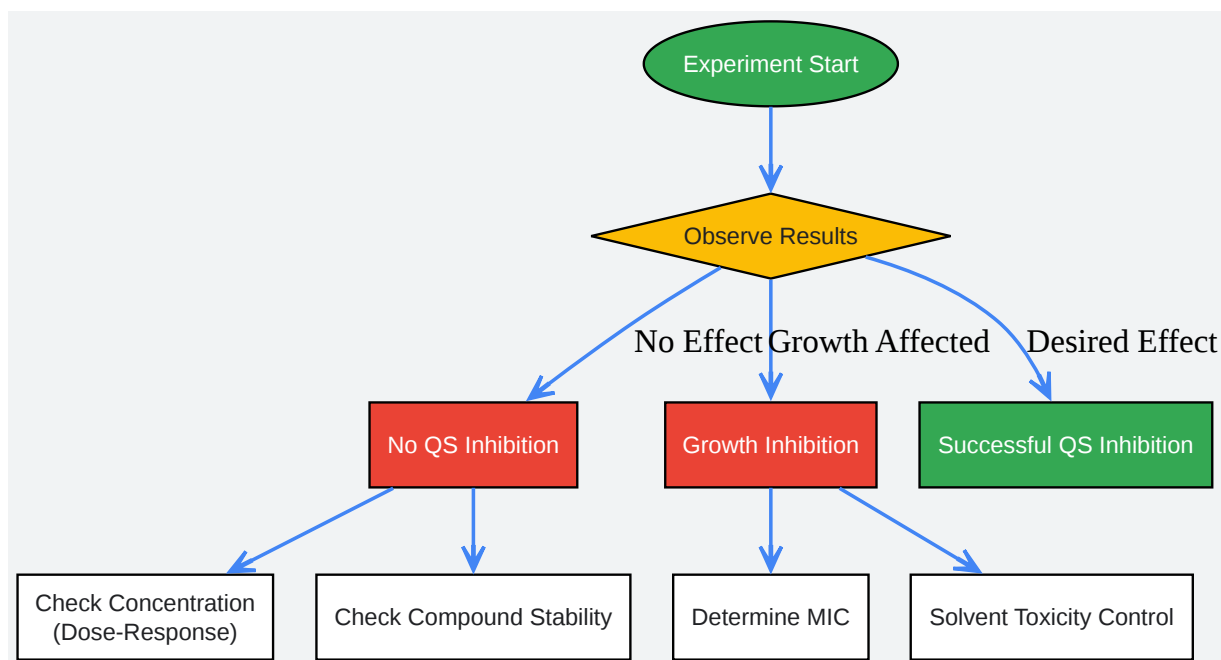 Experiment Start
Observe Results
No Effect
Growth Affected
Desired Effect
No QS Inhibition
Growth Inhibition
Successful QS Inhibition
Check Concentration
(Dose-Response)
Check Compound Stability
Determine MIC
Solvent Toxicity Control